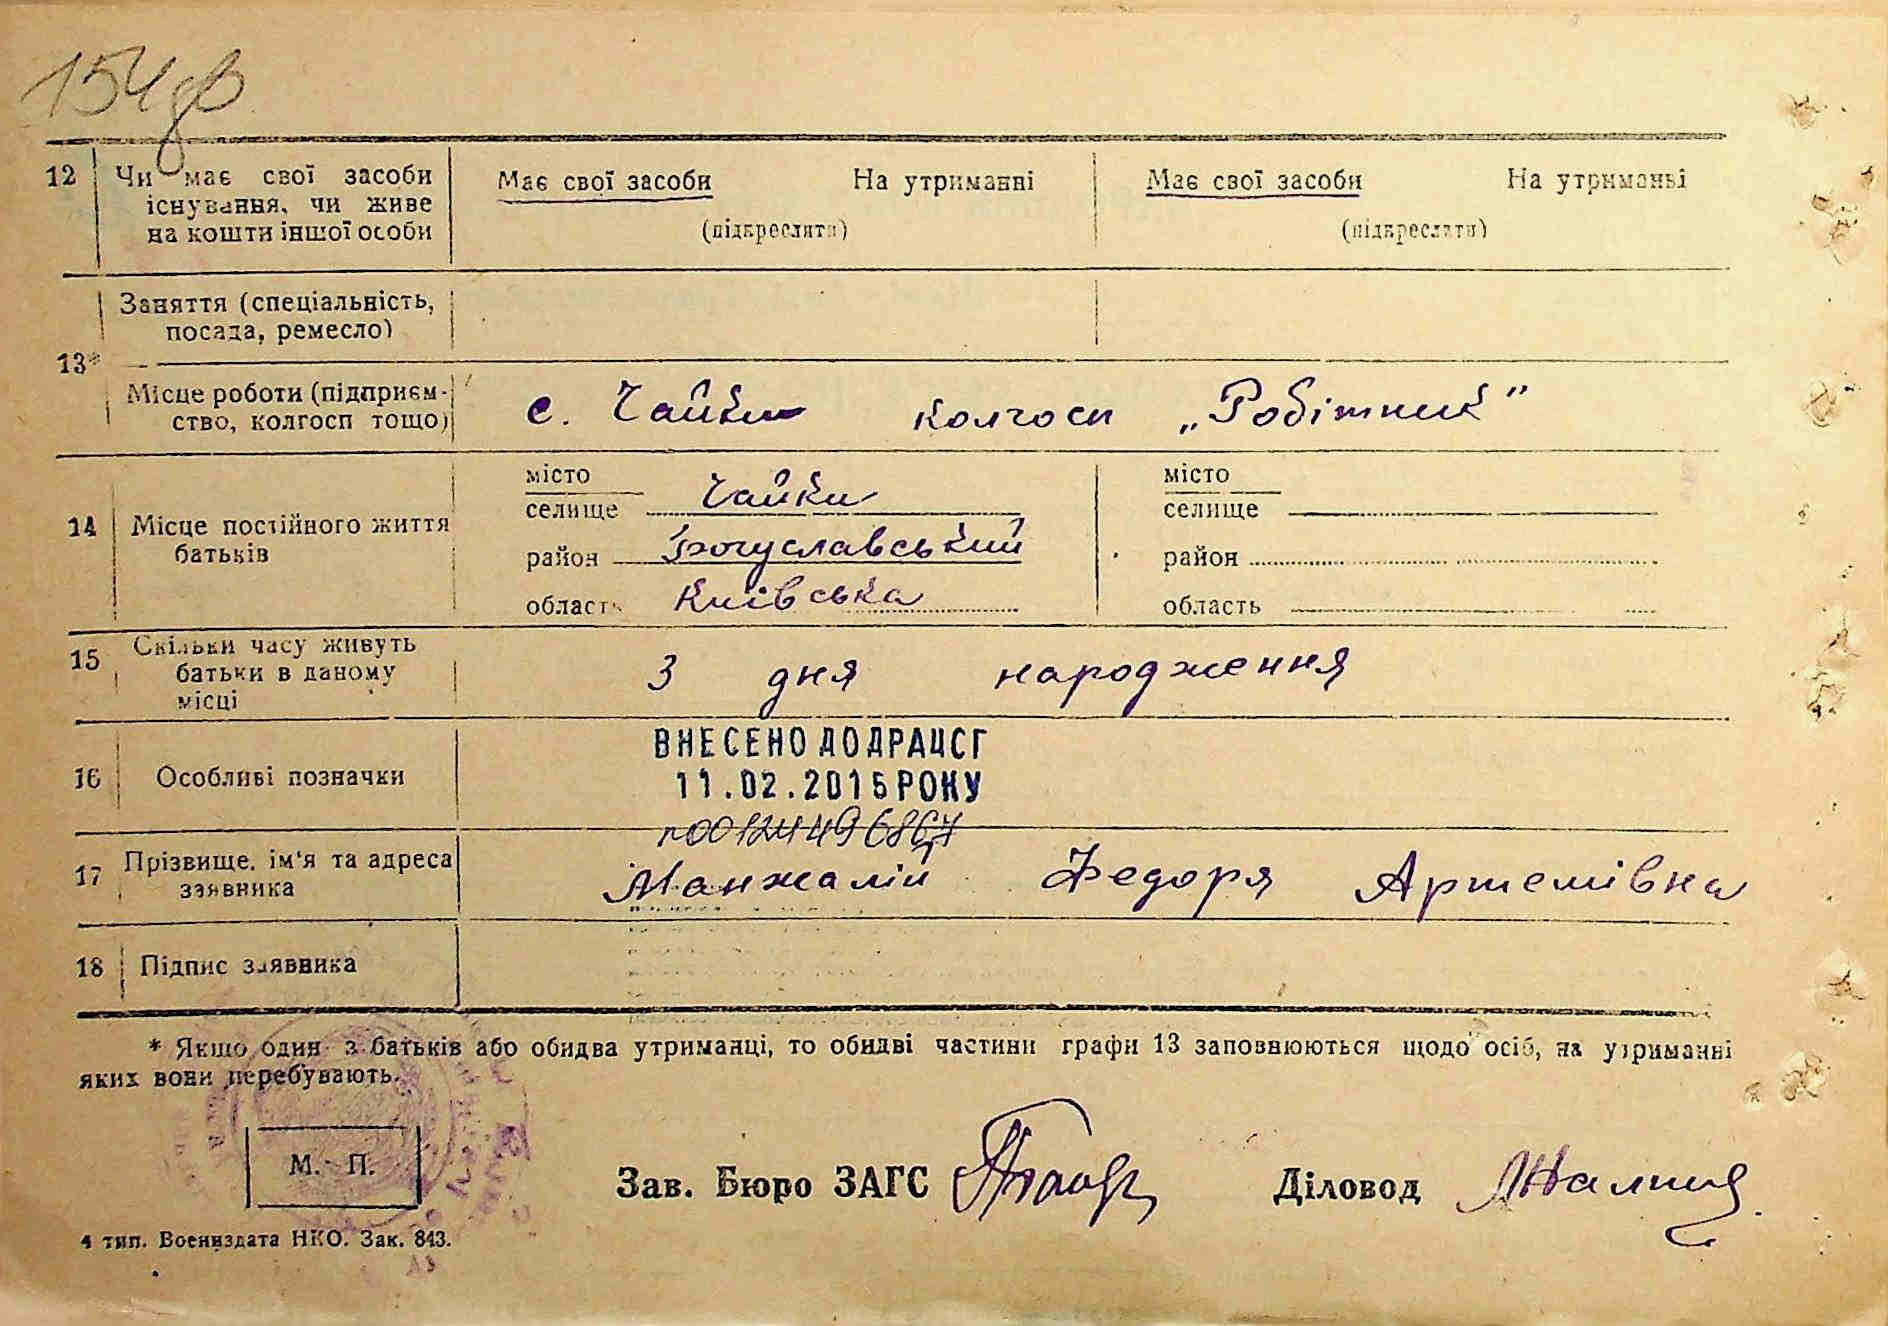 154 зв
12 Чи має свої засоби існування, чи живе на кошти іншої особи
Має свої засоби На утриманні
(підкреслити)
Має свої засоби На утриманні
(підкреслити)
13*
Заняття (спеціальність, посада, ремесло)
Місце роботи (підприємство, колгосп тощо)
с. Чайки колгосп „Робітник"
14 Місце постійного життя батьків
місто
селище Чайки
район Богуславський
область Київська
місто
селище
район
область
15 Скільки часу живуть батьки в даному місці
З дня народження
16 Особливі позначки
ВНЕСЕНО ДО ДРАЦСГ
11.02.2015 РОКУ
17 Прізвище, ім'я та адреса заявника
Манжалій Федоря Артемівна
18 Підпис заявника
* Якщо один з батьків або обидва утриманці, то обидві частини графи 13 заповнюються щодо осіб, на утриманні
яких вони перебувають.
М. П.
Зав. Бюро ЗАГС
Діловод
4 тип. Воениздата НКО. Зак. 843.